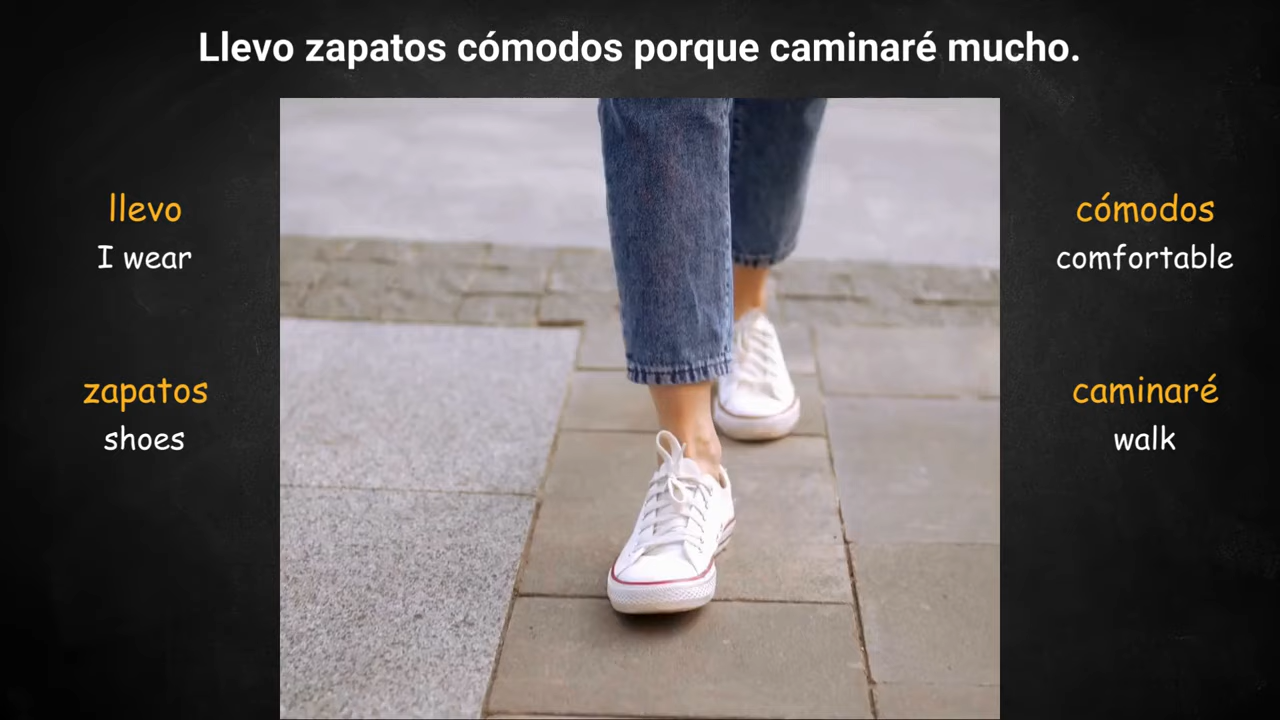 Llevo zapatos cómodos porque caminaré mucho.
llevo
I wear
zapatos
shoes
cómodos
comfortable
caminaré
walk